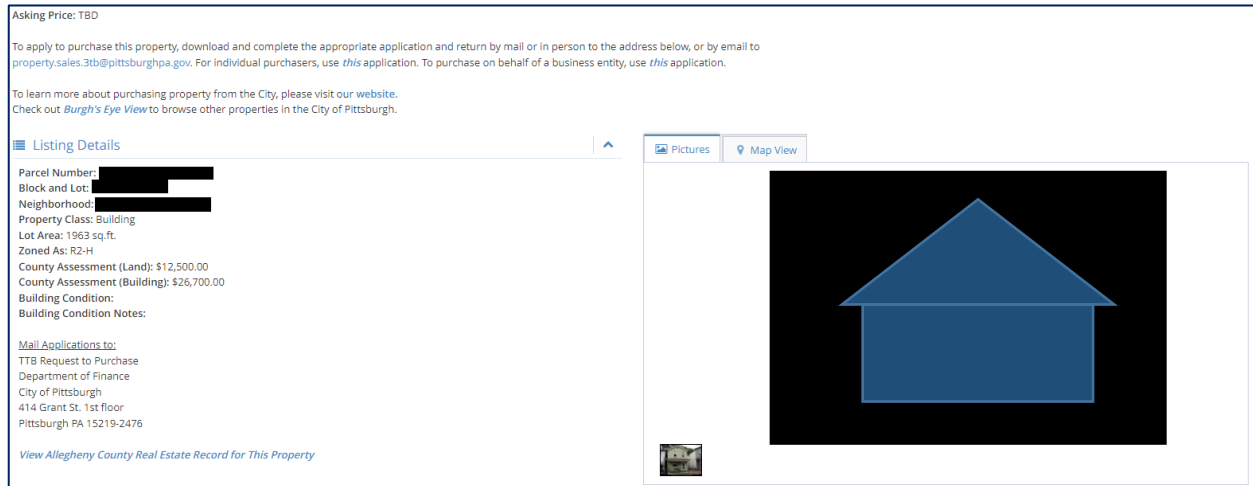 Asking Price: TBD
To apply to purchase this property, download and complete the appropriate application and return by mail or in person to the address below, or by email to
property.sales.3tb@pittsburghpa.gov. For individual purchasers, use this application. To purchase on behalf of a business entity, use this application.
To learn more about purchasing property from the City, please visit our website.
Check out Burgh's Eye View to browse other properties in the City of Pittsburgh.
Listing Details
Parcel Number:
Block and Lot:
Neighborhood:
Property Class: Building
Lot Area: 1963 sq.ft.
Zoned As: R2-H
County Assessment (Land): $12,500.00
County Assessment (Building): $26,700.00
Building Condition:
Building Condition Notes:
Mail Applications to:
TTB Request to Purchase
Department of Finance
City of Pittsburgh
414 Grant St. 1st floor
Pittsburgh PA 15219-2476
View Allegheny County Real Estate Record for This Property
Pictures
Map View